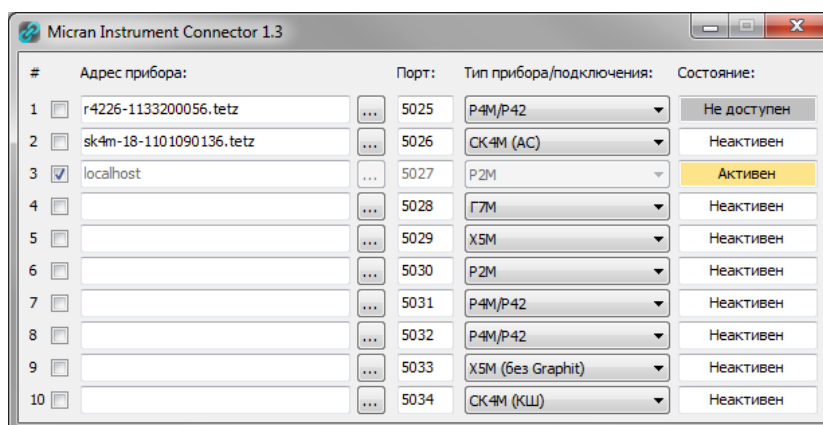 Micran Instrument Connector 1.3
# Адрес прибора: Порт: Тип прибора/подключения: Состояние:
1 r4226-1133200056.tetz ... 5025 Р4М/Р42 Не доступен
2 sk4m-18-1101090136.tetz ... 5026 СК4М (АС) Неактивен
3 localhost ... 5027 Р2М Активен
4 ... 5028 Г7М Неактивен
5 ... 5029 Х5М Неактивен
6 ... 5030 Р2М Неактивен
7 ... 5031 Р4М/Р42 Неактивен
8 ... 5032 Р4М/Р42 Неактивен
9 ... 5033 Х5М (без Graphit) Неактивен
10 ... 5034 СК4М (КШ) Неактивен